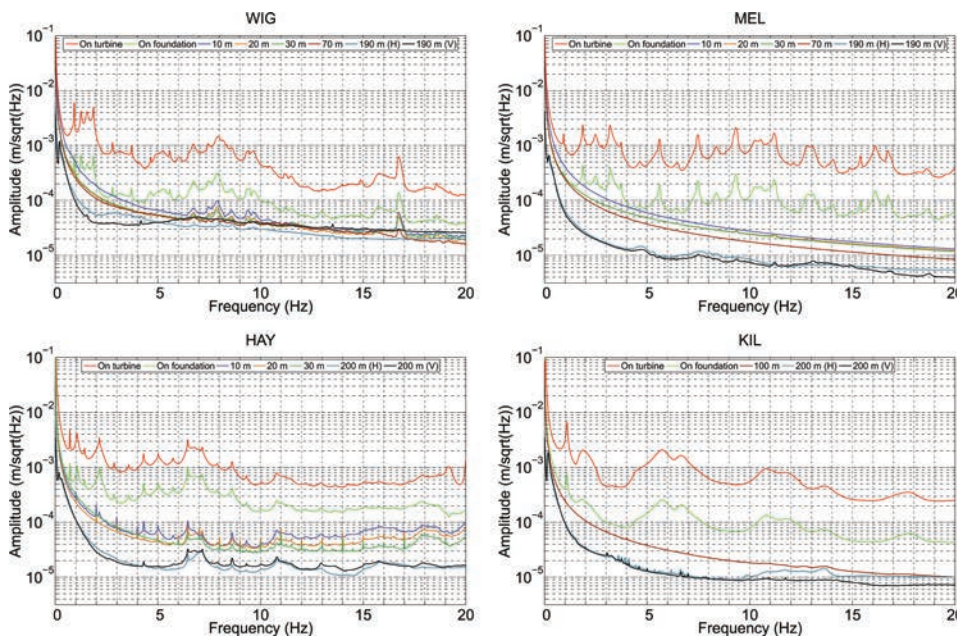 WIG
10⁻¹
On turbine On foundation 10 m 20 m 30 m 70 m 190 m (H) 190 m (V)
10⁻²
10⁻³
10⁻⁴
10⁻⁵
Amplitude (m/sqrt(Hz))
0 5 10 15 20
Frequency (Hz)
MEL
10⁻¹
On turbine On foundation 10 m 20 m 30 m 70 m 190 m (H) 190 m (V)
10⁻²
10⁻³
10⁻⁴
10⁻⁵
Amplitude (m/sqrt(Hz))
0 5 10 15 20
Frequency (Hz)
HAY
10⁻¹
On turbine On foundation 10 m 20 m 30 m 200 m (H) 200 m (V)
10⁻²
10⁻³
10⁻⁴
10⁻⁵
Amplitude (m/sqrt(Hz))
0 5 10 15 20
Frequency (Hz)
KIL
10⁻¹
On turbine On foundation 100 m 200 m (H) 200 m (V)
10⁻²
10⁻³
10⁻⁴
10⁻⁵
Amplitude (m/sqrt(Hz))
0 5 10 15 20
Frequency (Hz)